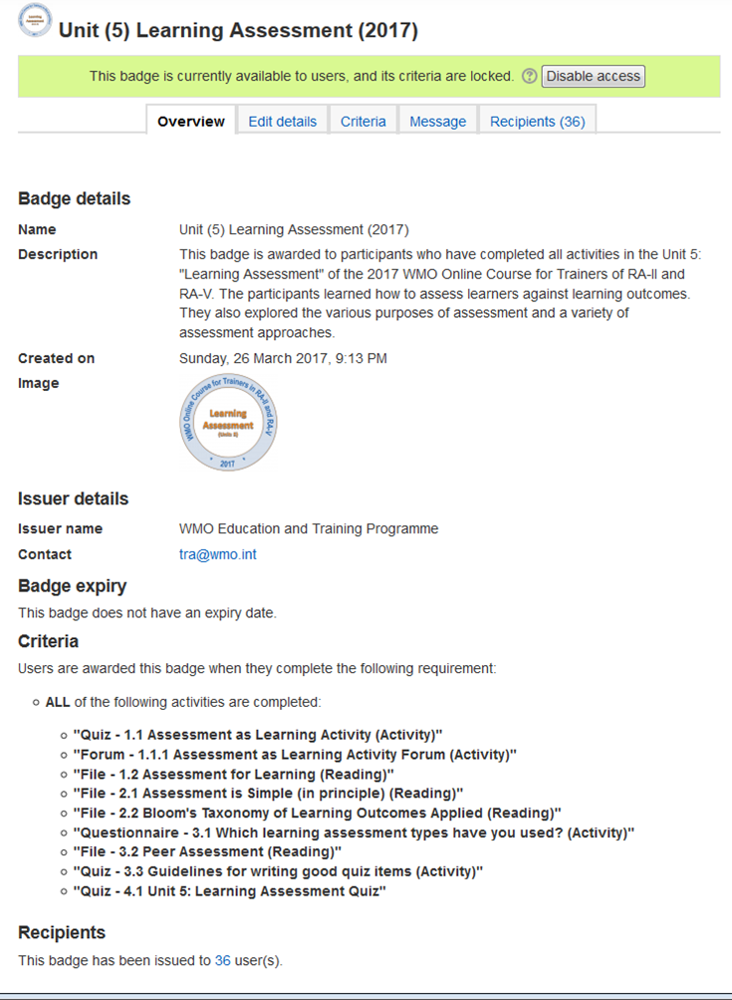 Unit (5) Learning Assessment (2017)
This badge is currently available to users, and its criteria are locked. Disable access
Overview Edit details Criteria Message Recipients (36)
Badge details
Name Unit (5) Learning Assessment (2017)
Description This badge is awarded to participants who have completed all activities in the Unit 5:
"Learning Assessment" of the 2017 WMO Online Course for Trainers of RA-II and
RA-V. The participants learned how to assess learners against learning outcomes.
They also explored the various purposes of assessment and a variety of
assessment approaches.
Created on Sunday, 26 March 2017, 9:13 PM
Image
WMO Online Course for Trainers in RA-II and RA-V
Learning
Assessment
(Unit 5)
2017
Issuer details
Issuer name WMO Education and Training Programme
Contact tra@wmo.int
Badge expiry
This badge does not have an expiry date.
Criteria
Users are awarded this badge when they complete the following requirement:
ALL of the following activities are completed:
"Quiz - 1.1 Assessment as Learning Activity (Activity)"
"Forum - 1.1.1 Assessment as Learning Activity Forum (Activity)"
"File - 1.2 Assessment for Learning (Reading)"
"File - 2.1 Assessment is Simple (in principle) (Reading)"
"File - 2.2 Bloom's Taxonomy of Learning Outcomes Applied (Reading)"
"Questionnaire - 3.1 Which learning assessment types have you used? (Activity)"
"File - 3.2 Peer Assessment (Reading)"
"Quiz - 3.3 Guidelines for writing good quiz items (Activity)"
"Quiz - 4.1 Unit 5: Learning Assessment Quiz"
Recipients
This badge has been issued to 36 user(s).